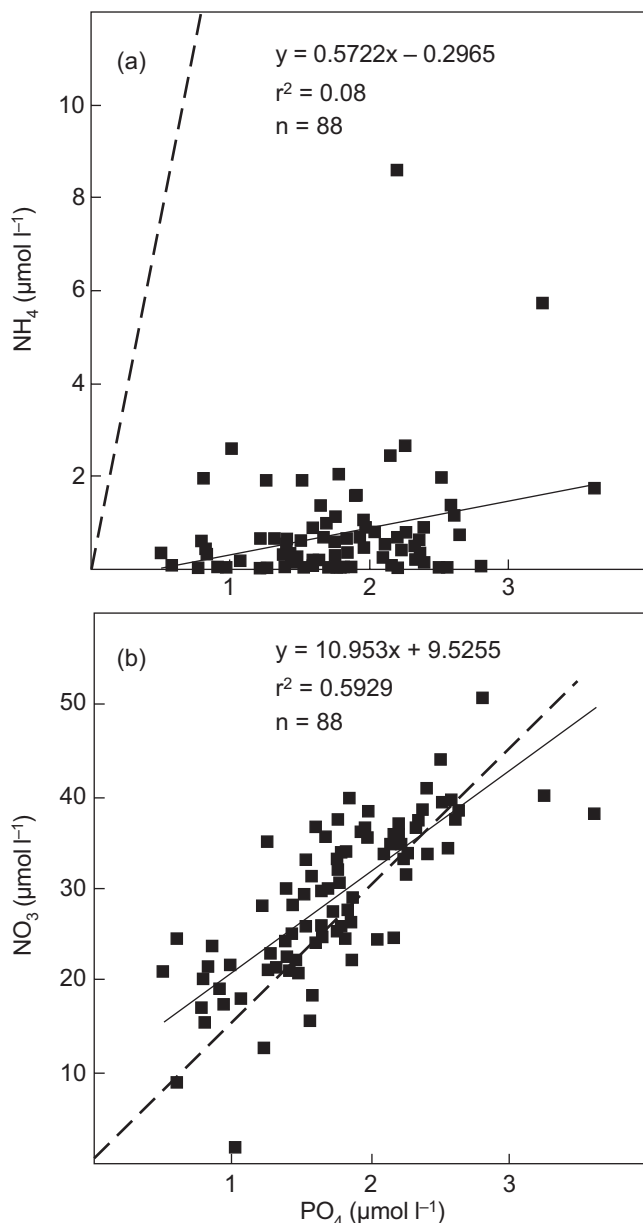 (a)
y = 0.5722x – 0.2965
r² = 0.08
n = 88
NH₄ (µmol l⁻¹)
10
8
6
4
2
1 2 3
(b)
y = 10.953x + 9.5255
r² = 0.5929
n = 88
NO₃ (µmol l⁻¹)
50
40
30
20
10
1 2 3
PO₄ (µmol l⁻¹)